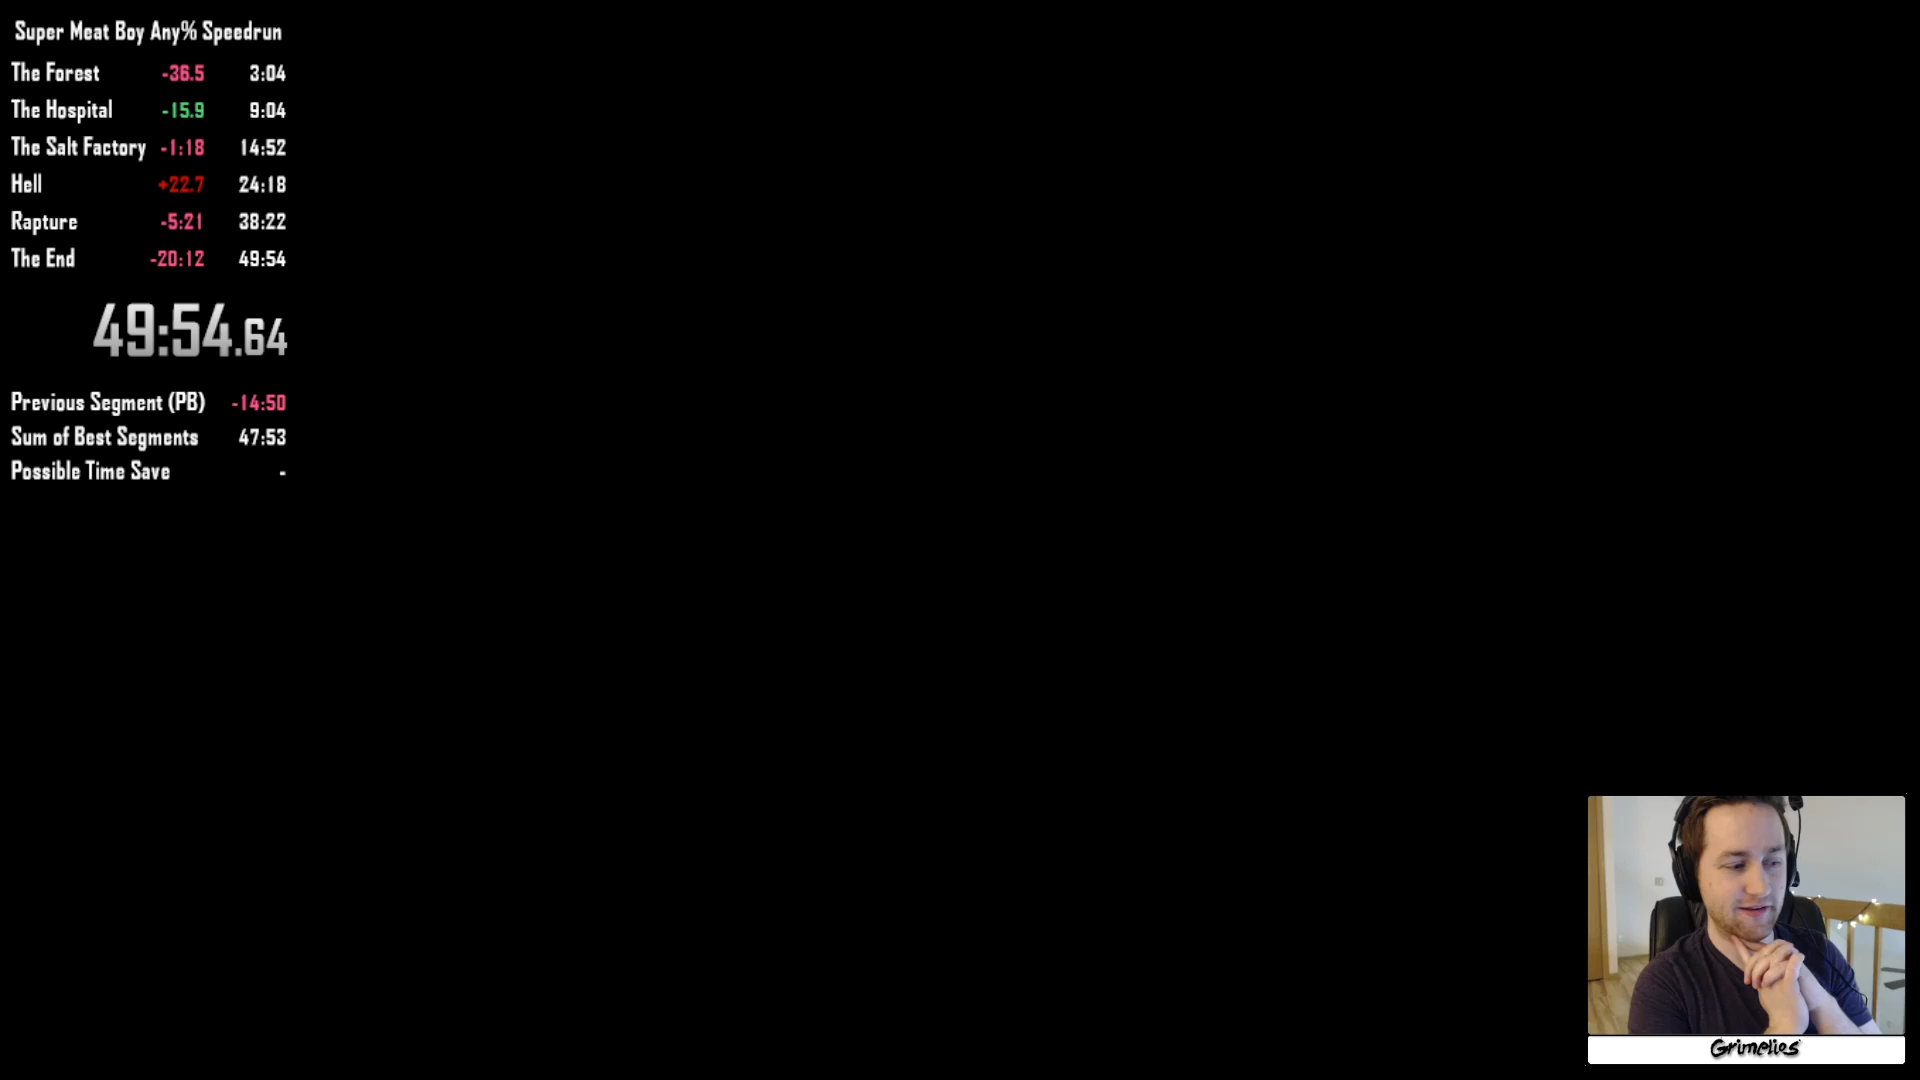 Super Meat Boy Any% Speedrun
The Forest -36.5 3:04
The Hospital -15.9 9:04
The Salt Factory -1:18 14:52
Hell +22.7 24:18
Rapture -5:21 38:22
The End -20:12 49:54
49:54.64
Previous Segment (PB) -14:50
Sum of Best Segments 47:53
Possible Time Save -
Grimelios